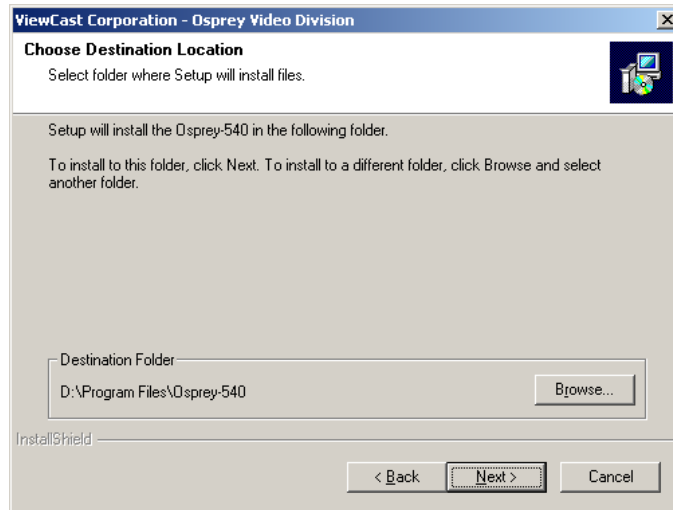 ViewCast Corporation - Osprey Video Division
Choose Destination Location
Select folder where Setup will install files.
Setup will install the Osprey-540 in the following folder.
To install to this folder, click Next. To install to a different folder, click Browse and select
another folder.
Destination Folder
D:\Program Files\Osprey-540
Browse...
InstallShield
< Back
Next >
Cancel